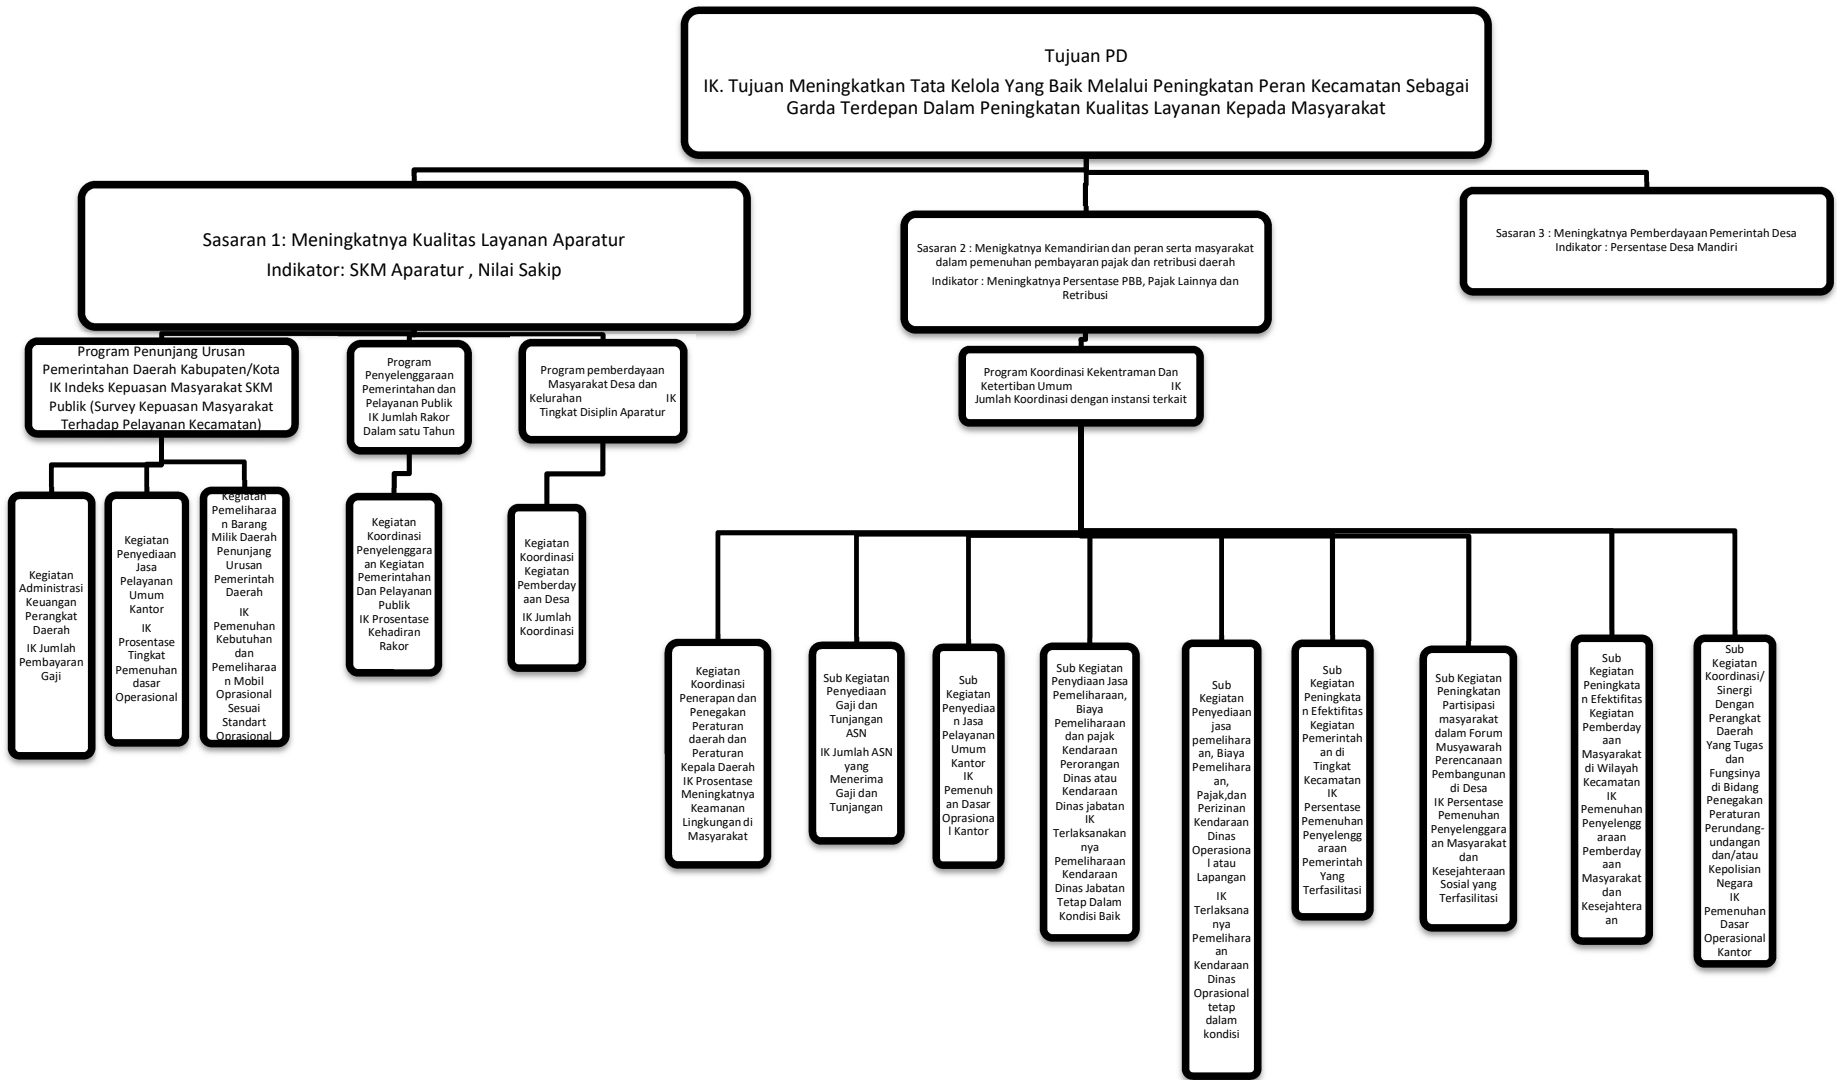 Tujuan PD
IK. Tujuan Meningkatkan Tata Kelola Yang Baik Melalui Peningkatan Peran Kecamatan Sebagai
Garda Terdepan Dalam Peningkatan Kualitas Layanan Kepada Masyarakat
Sasaran 1: Meningkatnya Kualitas Layanan Aparatur
Indikator: SKM Aparatur , Nilai Sakip
Sasaran 2 : Menigkatnya Kemandirian dan peran serta masyarakat
dalam pemenuhan pembayaran pajak dan retribusi daerah
Indikator : Meningkatnya Persentase PBB, Pajak Lainnya dan
Retribusi
Sasaran 3 : Meningkatnya Pemberdayaan Pemerintah Desa
Indikator : Persentase Desa Mandiri
Program Penunjang Urusan
Pemerintahan Daerah Kabupaten/Kota
IK Indeks Kepuasan Masyarakat SKM
Publik (Survey Kepuasan Masyarakat
Terhadap Pelayanan Kecamatan)
Program
Penyelenggaraan
Pemerintahan dan
Pelayanan Publik
IK Jumlah Rakor
Dalam satu Tahun
Program pemberdayaan
Masyarakat Desa dan
Kelurahan IK
Tingkat Disiplin Aparatur
Program Koordinasi Kekentraman Dan
Ketertiban Umum IK
Jumlah Koordinasi dengan instansi terkait
Kegiatan
Administrasi
Keuangan
Perangkat
Daerah
IK Jumlah
Pembayaran
Gaji
Kegiatan
Penyediaan
Jasa
Pelayanan
Umum
Kantor
IK
Prosentase
Tingkat
Pemenuhan
dasar
Operasional
Kegiatan
Pemeliharaa
n Barang
Milik Daerah
Penunjang
Urusan
Pemerintah
Daerah
IK
Pemenuhan
Kebutuhan
dan
Pemeliharaa
n Mobil
Oprasional
Sesuai
Standart
Oprasional
Kegiatan
Koordinasi
Penyelenggara
an Kegiatan
Pemerintahan
Dan Pelayanan
Publik
IK Prosentase
Kehadiran
Rakor
Kegiatan
Koordinasi
Kegiatan
Pemberday
aan Desa
IK Jumlah
Koordinasi
Kegiatan
Koordinasi
Penerapan dan
Penegakan
Peraturan
daerah dan
Peraturan
Kepala Daerah
IK Prosentase
Meningkatnya
Keamanan
Lingkungan di
Masyarakat
Sub Kegiatan
Penyediaan
Gaji dan
Tunjangan
ASN
IK Jumlah ASN
yang
Menerima
Gaji dan
Tunjangan
Sub
Kegiatan
Penyediaa
n Jasa
Pelayanan
Umum
Kantor
IK
Pemenuh
an Dasar
Oprasiona
l Kantor
Sub Kegiatan
Penydiaan Jasa
Pemeliharaan,
Biaya
Pemeliharaan
dan pajak
Kendaraan
Perorangan
Dinas atau
Kendaraan
Dinas jabatan
IK
Terlaksanakan
nya
Pemeliharaan
Kendaraan
Dinas Jabatan
Tetap Dalam
Kondisi Baik
Sub
Kegiatan
Penyediaan
jasa
pemelihara
an, Biaya
Pemelihara
an,
Pajak,dan
Perizinan
Kendaraan
Dinas
Operasiona
l atau
Lapangan
IK
Terlaksana
nya
Pemelihara
an
Kendaraan
Dinas
Oprasional
tetap
dalam
kondisi
Sub
Kegiatan
Peningkata
n Efektifitas
Kegiatan
Pemerintah
an di
Tingkat
Kecamatan
IK
Persentase
Pemenuhan
Penyelengg
araan
Pemerintah
Yang
Terfasilitasi
Sub Kegiatan
Peningkatan
Partisipasi
masyarakat
dalam Forum
Musyawarah
Perencanaan
Pembangunan
di Desa
IK Persentase
Pemenuhan
Penyelenggara
an Masyarakat
dan
Kesejahteraan
Sosial yang
Terfasilitasi
Sub
Kegiatan
Peningkata
n Efektifitas
Kegiatan
Pemberday
aan
Masyarakat
di Wilayah
Kecamatan
IK
Pemenuhan
Penyelengg
araan
Pemberday
aan
Masyarakat
dan
Kesejahtera
an
Sub
Kegiatan
Koordinasi/
Sinergi
Dengan
Perangkat
Daerah
Yang Tugas
dan
Fungsinya
di Bidang
Penegakan
Peraturan
Perundang-
undangan
dan/atau
Kepolisian
Negara
IK
Pemenuhan
Dasar
Operasional
Kantor